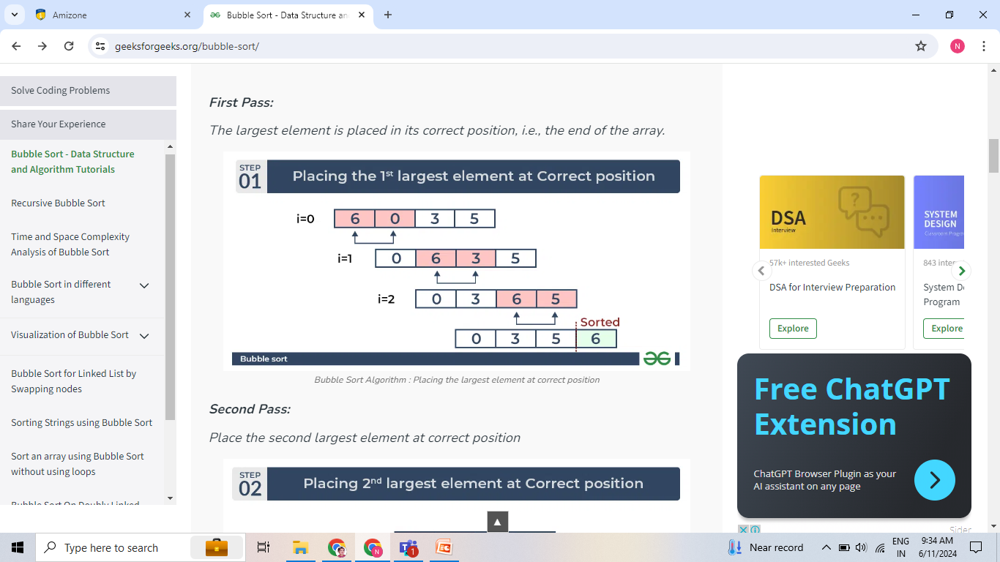 Amizone
Bubble Sort - Data Structure an
geeksforgeeks.org/bubble-sort/
N
Solve Coding Problems
Share Your Experience
Bubble Sort - Data Structure
and Algorithm Tutorials
Recursive Bubble Sort
Time and Space Complexity
Analysis of Bubble Sort
Bubble Sort in different
languages
Visualization of Bubble Sort
Bubble Sort for Linked List by
Swapping nodes
Sorting Strings using Bubble Sort
Sort an array using Bubble Sort
without using loops
Bubble Sort On Doubly Linked
First Pass:
The largest element is placed in its correct position, i.e., the end of the array.
STEP
01
Placing the 1st largest element at Correct position
i=0 6 0 3 5
i=1 0 6 3 5
i=2 0 3 6 5
Sorted
0 3 5 6
Bubble sort
Bubble Sort Algorithm : Placing the largest element at correct position
Second Pass:
Place the second largest element at correct position
STEP
02
Placing 2nd largest element at Correct position
DSA
Interview
57k+ interested Geeks
DSA for Interview Preparation
Explore
SYSTEM
DESIGN
Classroom Progra
843 inter
System De
Program
Explore
Free ChatGPT
Extension
ChatGPT Browser Plugin as your
AI assistant on any page
Sider
Type here to search
N
1
Near record
ENG
IN
9:34 AM
6/11/2024